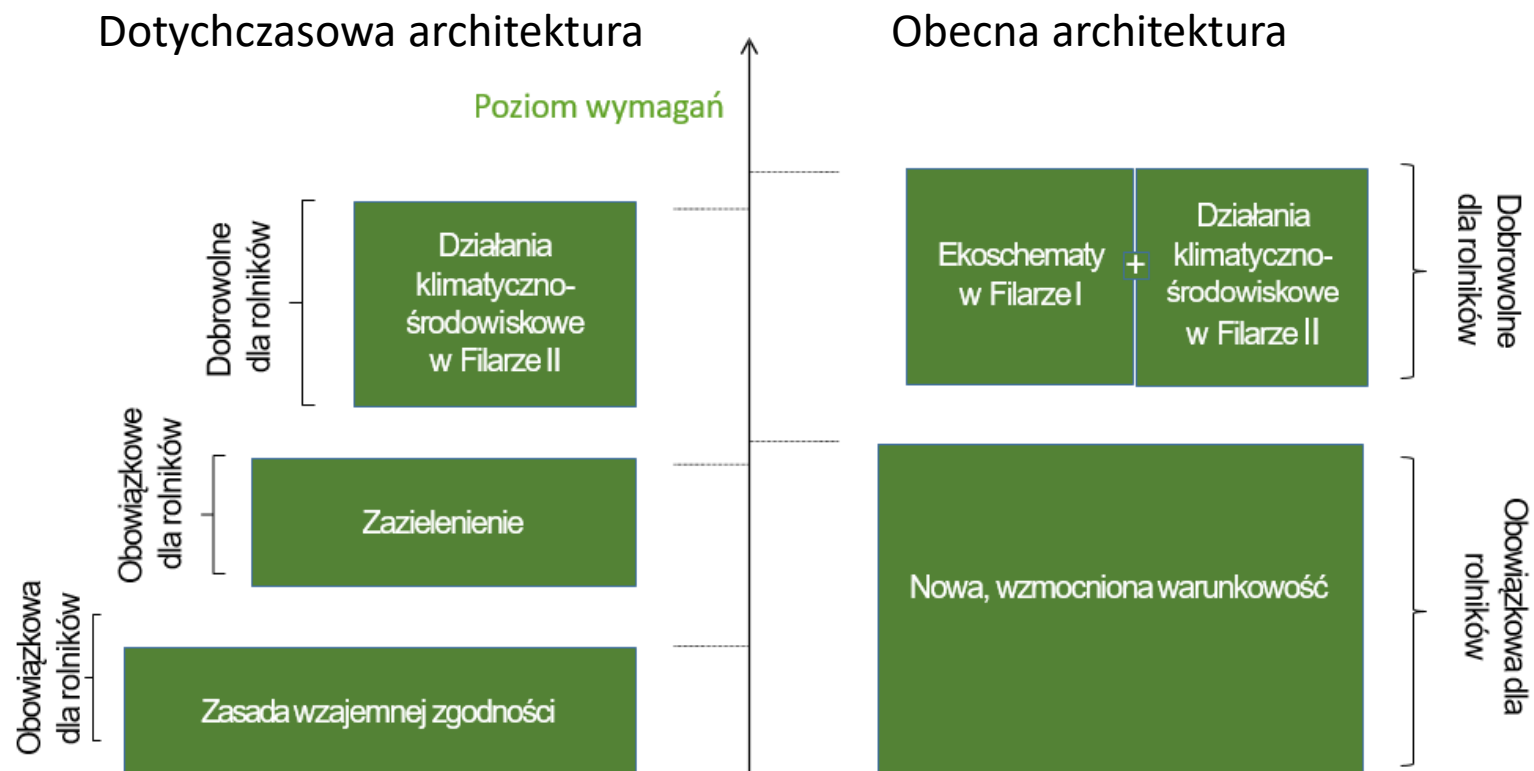 Dotychczasowa architektura
Obecna architektura
Poziom wymagań
Dobrowolne
dla rolników
Działania
klimatyczno-
środowiskowe
w Filarze II
Obowiązkowe
dla rolników
Zazielenienie
Obowiązkowa
dla rolników
Zasada wzajemnej zgodności
Ekoschematy
w Filarze I
+
Działania
klimatyczno-
środowiskowe
w Filarze II
Dobrowolne
dla rolników
Nowa, wzmocniona warunkowość
Obowiązkowa dla
rolników